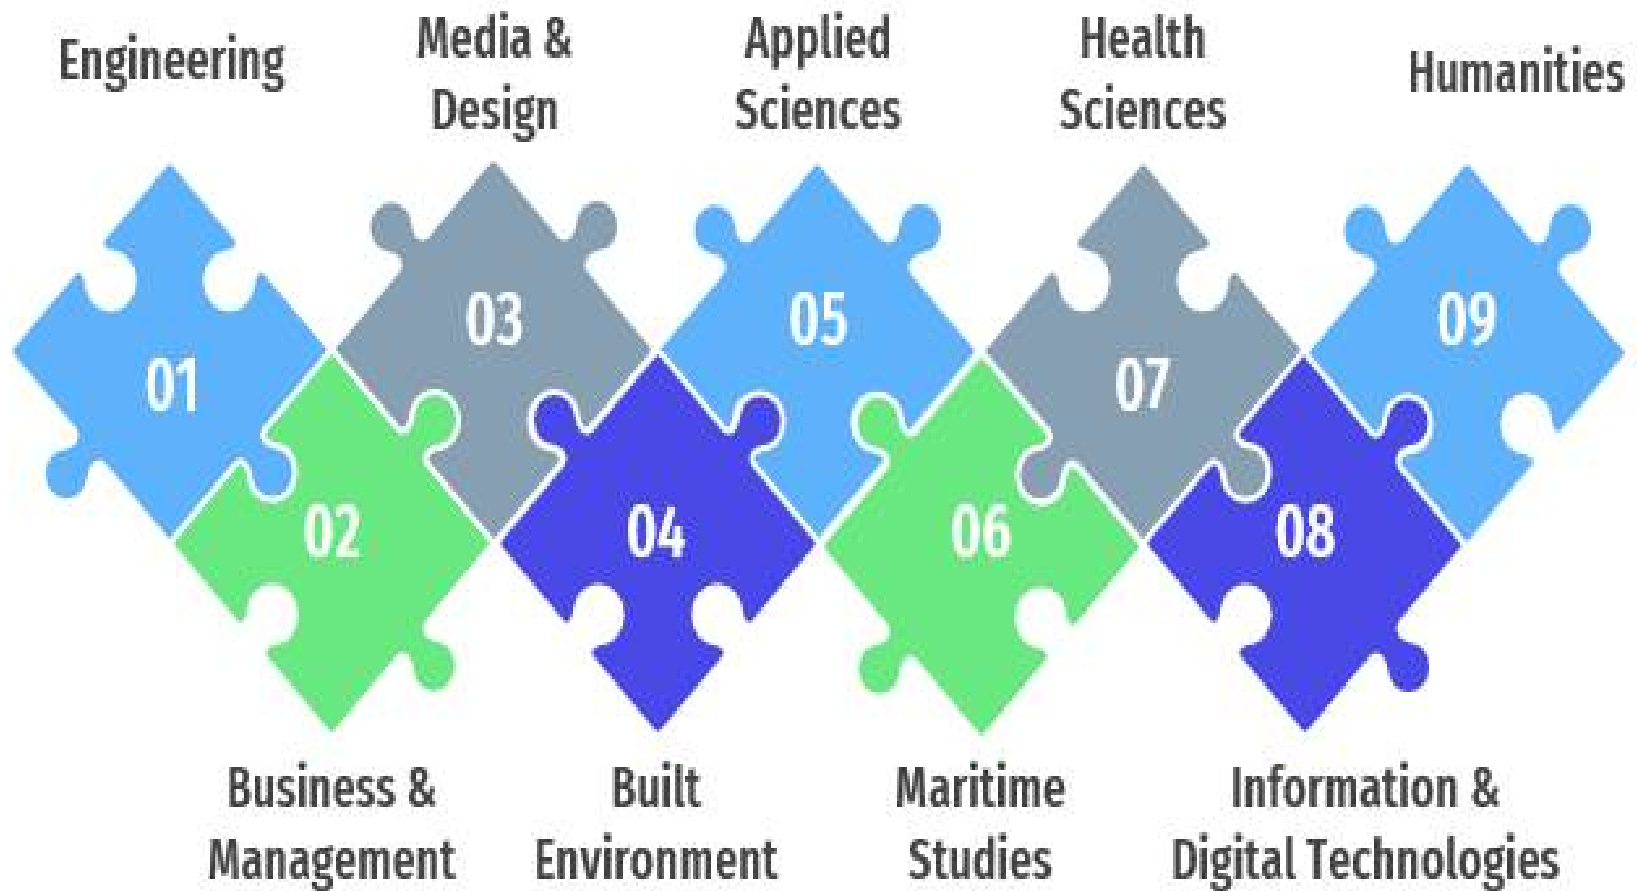 Engineering
Media &
Design
Applied
Sciences
Health
Sciences
Humanities
01
03
05
07
09
02
04
06
08
Business &
Management
Built
Environment
Maritime
Studies
Information &
Digital Technologies